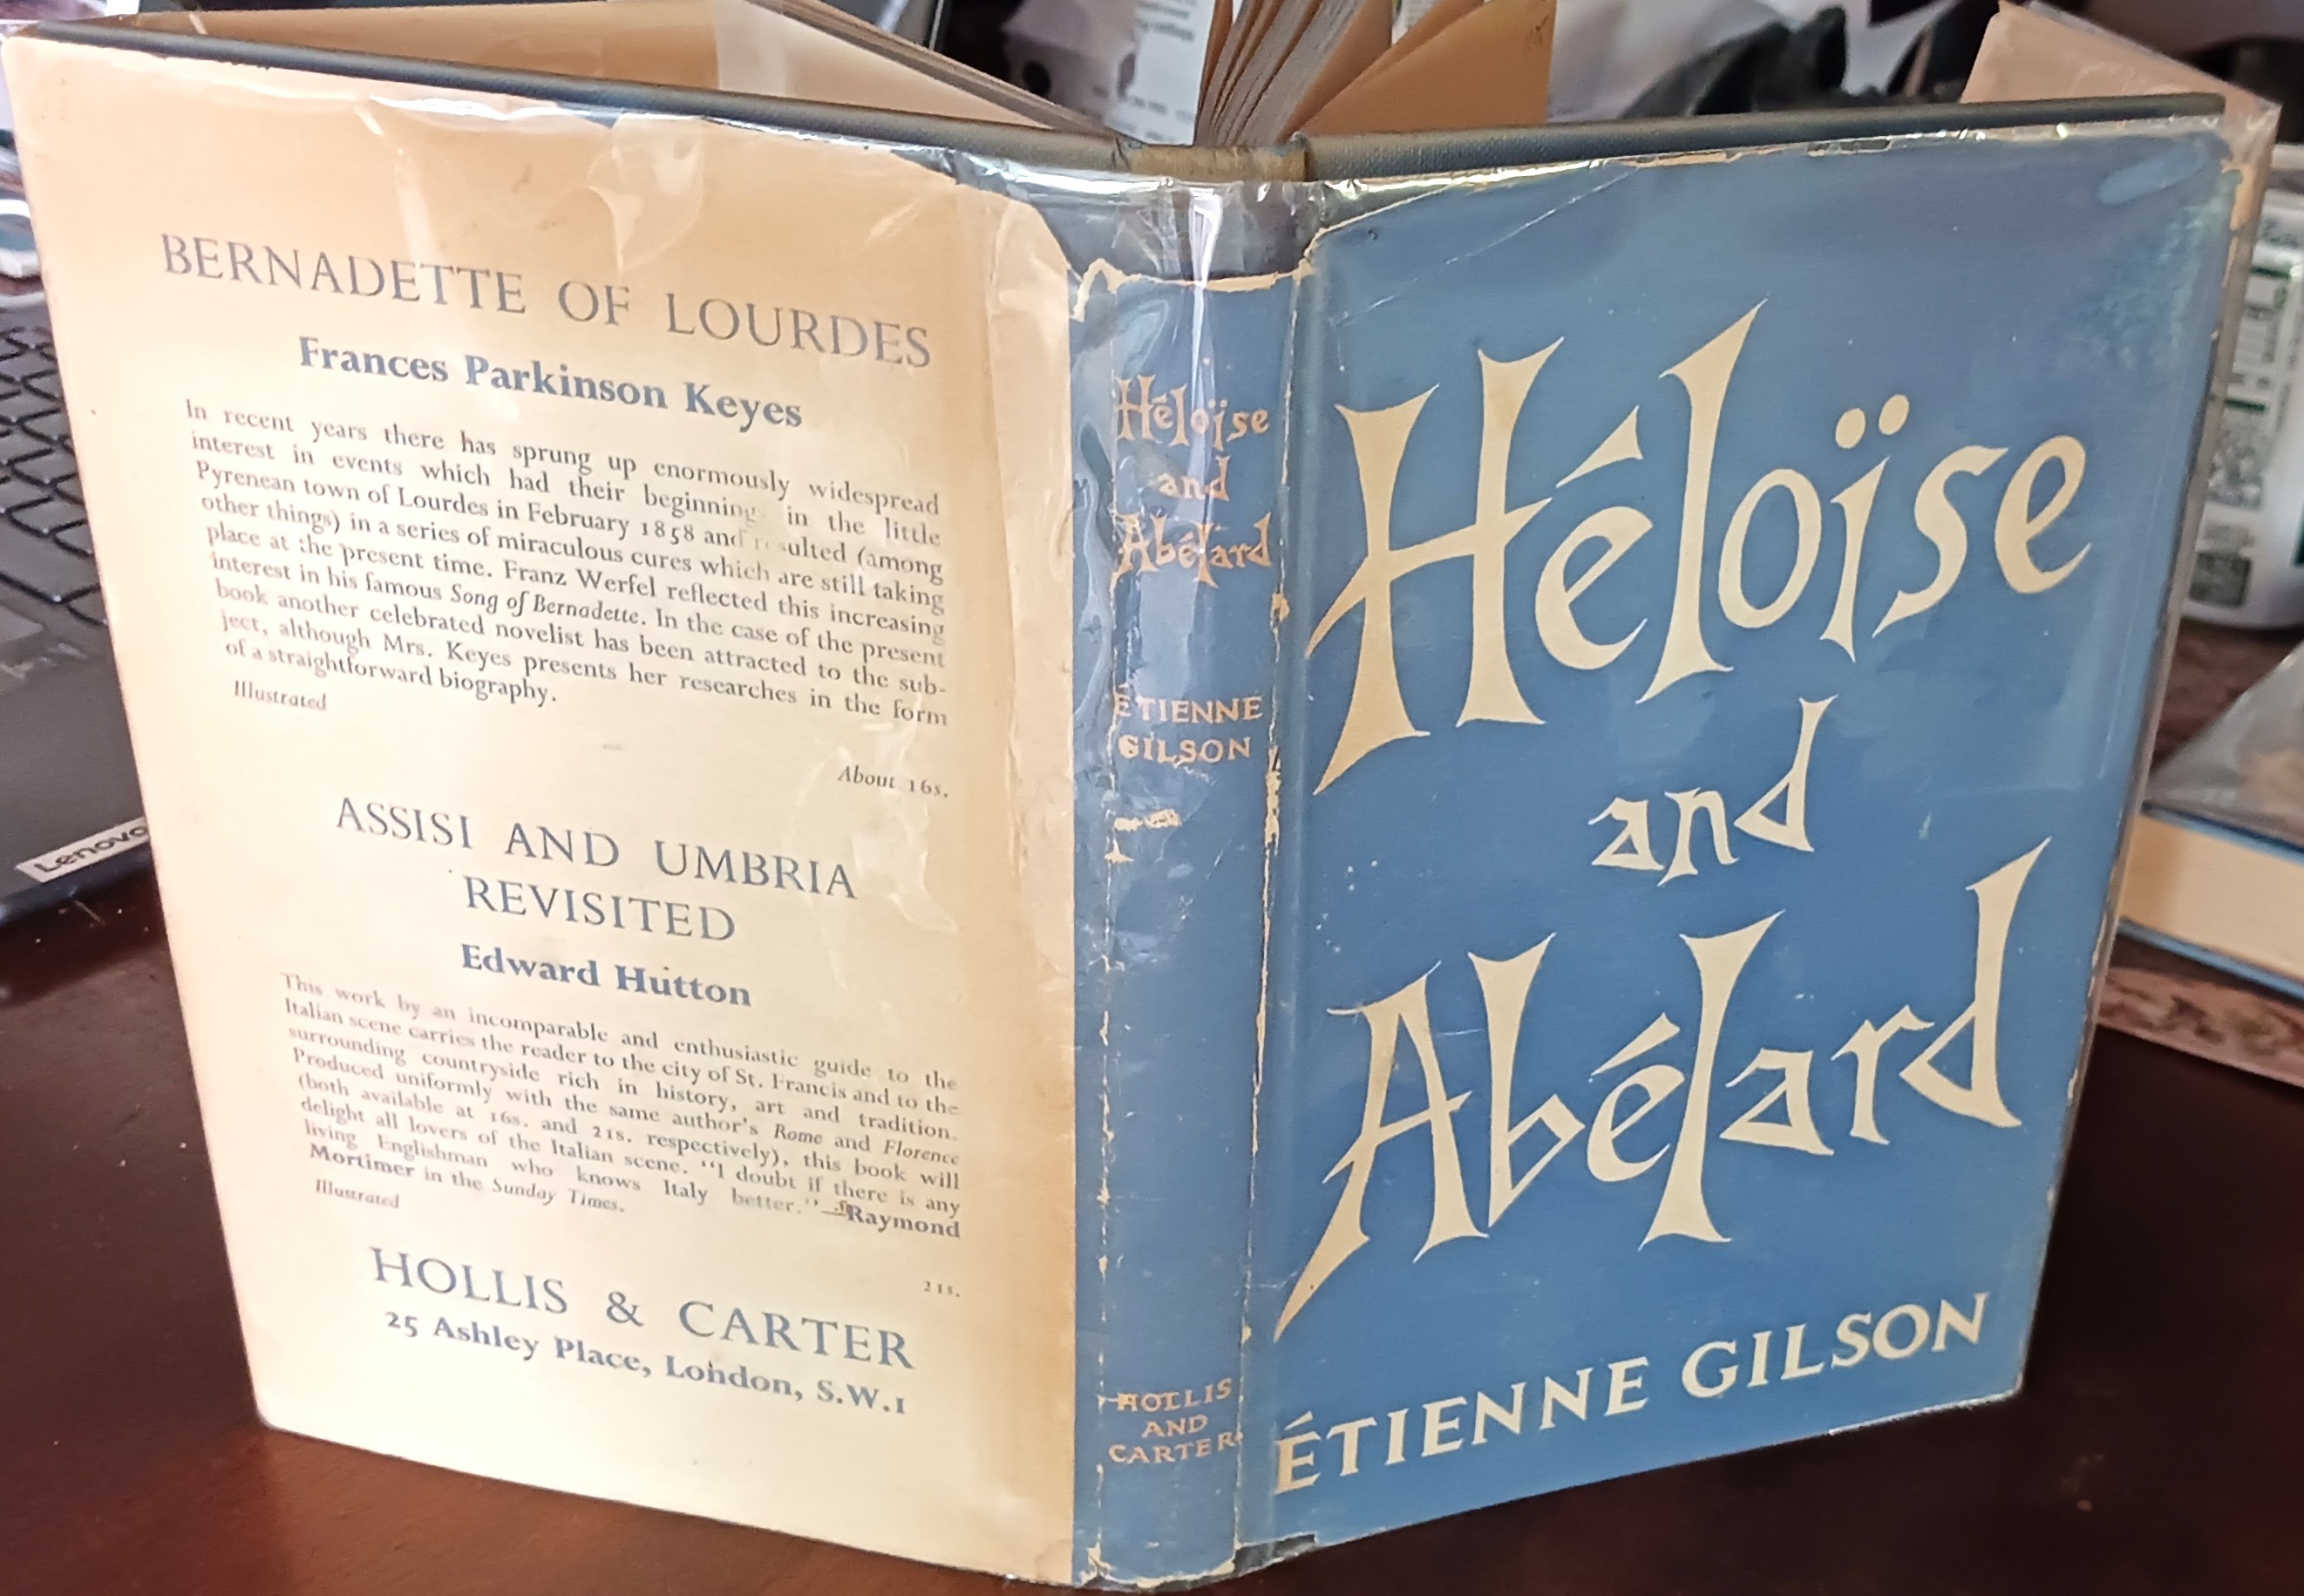 BERNADETTE OF LOURDES
Frances Parkinson Keyes
In recent years there has sprung up enormously widespread
interest in events which had their beginning in the little
Pyrenean town of Lourdes in February 1858 and resulted (among
other things) in a series of miraculous cures which are still taking
place at the present time. Franz Werfel reflected this increasing
interest in his famous Song of Bernadette. In the case of the present
book another celebrated novelist has been attracted to the sub-
ject, although Mrs. Keyes presents her researches in the form
of a straightforward biography.
Illustrated
About 16s.
ASSISI AND UMBRIA
REVISITED
Edward Hutton
This work by an incomparable and enthusiastic guide to the
Italian scene carries the reader to the city of St. Francis and to the
surrounding countryside rich in history, art and tradition.
Produced uniformly with the same author's Rome and Florence
(both available at 16s. and 21s. respectively), this book will
delight all lovers of the Italian scene. "I doubt if there is any
living Englishman who knows Italy better."—Raymond
Mortimer in the Sunday Times.
Illustrated
21s.
HOLLIS & CARTER
25 Ashley Place, London, S.W.1
Héloïse
and
Abélard
ÉTIENNE
GILSON
HOLLIS
AND
CARTER
Héloïse
and
Abélard
ÉTIENNE GILSON
Lenovo